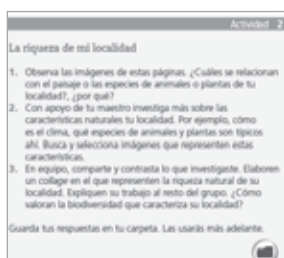 Actividad 2
La riqueza de mi localidad
1. Observa las imágenes de estas páginas. ¿Cuáles se relacionan
con el paisaje o las especies de animales o plantas de tu
localidad?, ¿por qué?
2. Con apoyo de tu maestro investiga más sobre las
características naturales tu localidad. Por ejemplo, cómo
es el clima, qué especies de animales y plantas son típicos
ahí. Busca y selecciona imágenes que representen estas
características.
3. En equipo, comparte y contrasta lo que investigaste. Elaboren
un collage en el que representen la riqueza natural de su
localidad. Expliquen su trabajo al resto del grupo. ¿Cómo
valoran la biodiversidad que caracteriza su localidad?
Guarda tus respuestas en tu carpeta. Las usarás más adelante.